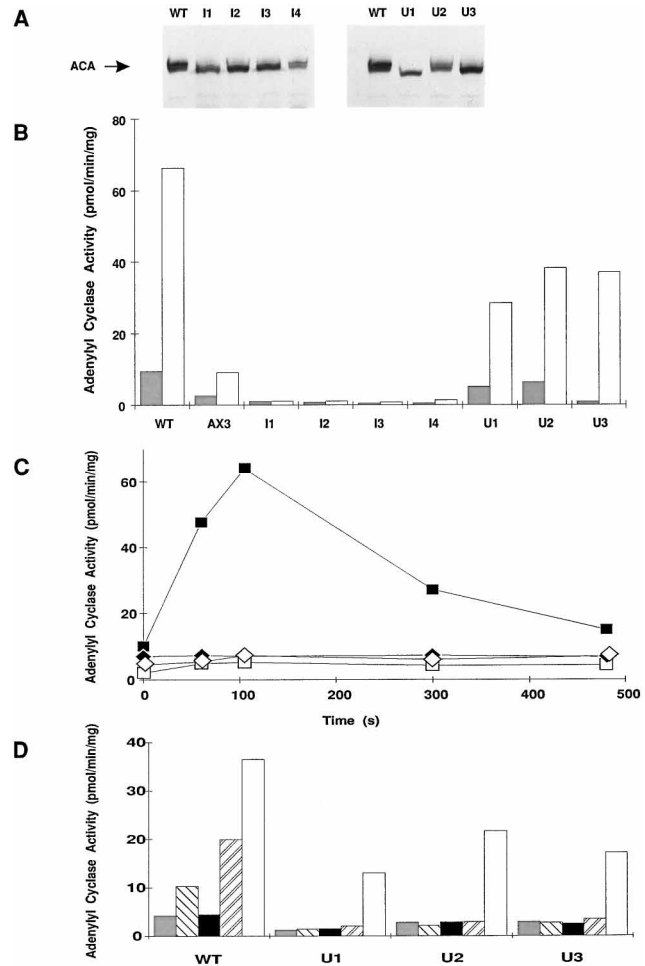 A
WT I1 I2 I3 I4
WT U1 U2 U3
ACA
B
Adenylyl Cyclase Activity (pmol/min/mg)
80
60
40
20
0
WT AX3 I1 I2 I3 I4 U1 U2 U3
C
Adenylyl Cyclase Activity (pmol/min/mg)
60
40
20
0
0 100 200 300 400 500
Time (s)
D
Adenylyl Cyclase Activity (pmol/min/mg)
40
30
20
10
0
WT U1 U2 U3